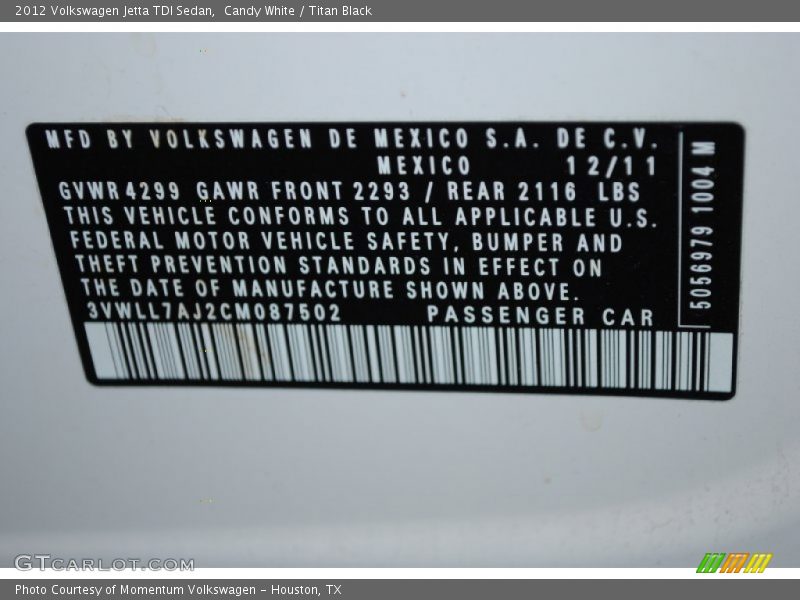 2012 Volkswagen Jetta TDI Sedan, Candy White / Titan Black
MFD BY VOLKSWAGEN DE MEXICO S.A. DE C.V.
MEXICO 12/11
GVWR 4299 GAWR FRONT 2293 / REAR 2116 LBS
THIS VEHICLE CONFORMS TO ALL APPLICABLE U.S.
FEDERAL MOTOR VEHICLE SAFETY, BUMPER AND
THEFT PREVENTION STANDARDS IN EFFECT ON
THE DATE OF MANUFACTURE SHOWN ABOVE.
3VWLL7AJ2CM087502 PASSENGER CAR
5056979 1004 M
GTCARLOT.COM
Photo Courtesy of Momentum Volkswagen - Houston, TX